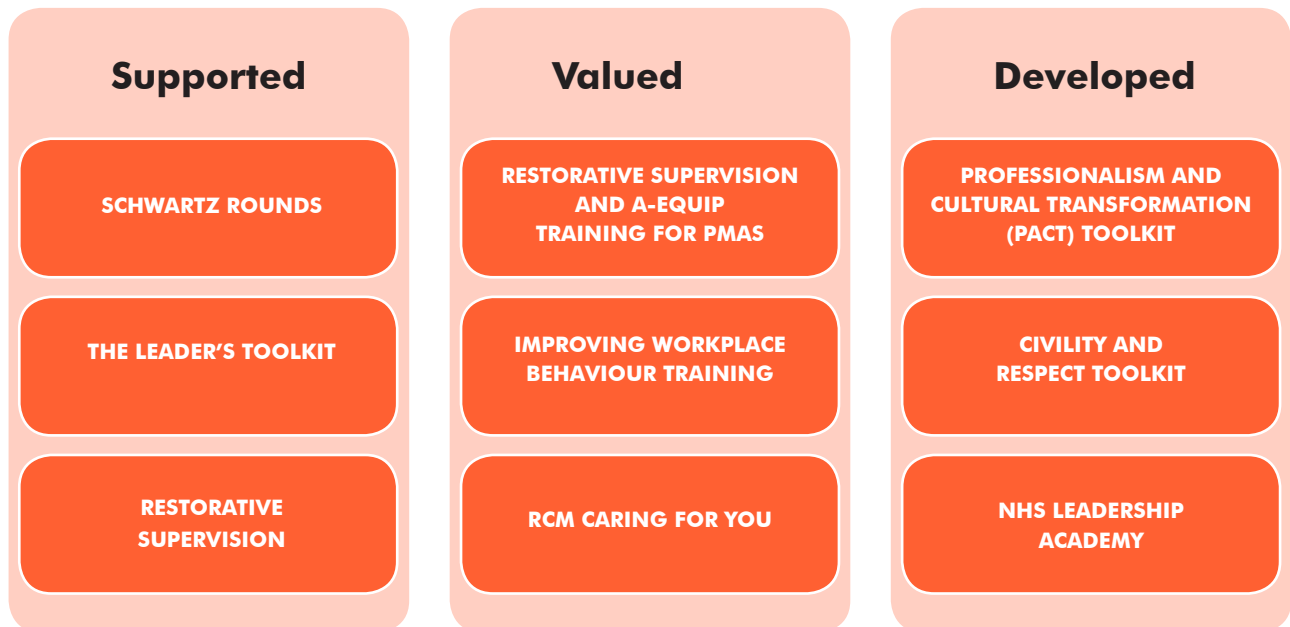 Supported
SCHWARTZ ROUNDS
THE LEADER’S TOOLKIT
RESTORATIVE
SUPERVISION
Valued
RESTORATIVE SUPERVISION
AND A-EQUIP
TRAINING FOR PMAS
IMPROVING WORKPLACE
BEHAVIOUR TRAINING
RCM CARING FOR YOU
Developed
PROFESSIONALISM AND
CULTURAL TRANSFORMATION
(PACT) TOOLKIT
CIVILITY AND
RESPECT TOOLKIT
NHS LEADERSHIP
ACADEMY